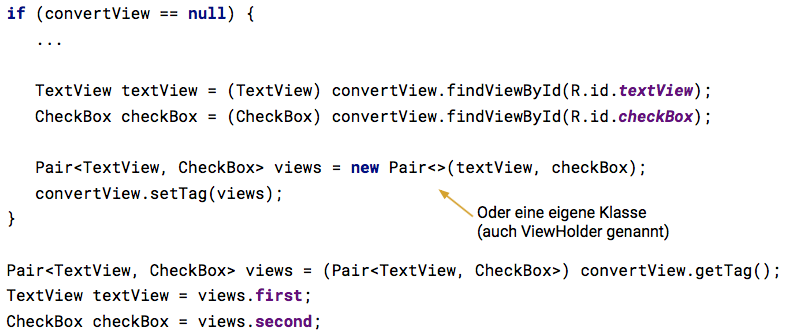 if (convertView == null) {
...
TextView textView = (TextView) convertView.findViewById(R.id.textView);
CheckBox checkBox = (CheckBox) convertView.findViewById(R.id.checkBox);
Pair<TextView, CheckBox> views = new Pair<>(textView, checkBox);
convertView.setTag(views);
}
Oder eine eigene Klasse
(auch ViewHolder genannt)
Pair<TextView, CheckBox> views = (Pair<TextView, CheckBox>) convertView.getTag();
TextView textView = views.first;
CheckBox checkBox = views.second;